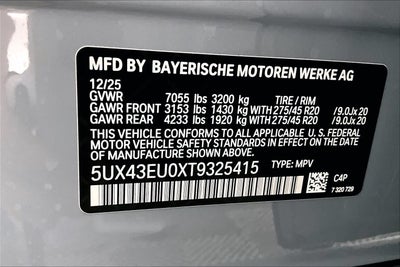 MFD BY BAYERISCHE MOTOREN WERKE AG
12/25
GVWR 7055 lbs 3200 kg TIRE / RIM
GAWR FRONT 3153 lbs 1430 kg WITH 275/45 R20 / 9.0Jx 20
GAWR REAR 4233 lbs 1920 kg WITH 275/45 R20 / 9.0Jx 20
THIS VEHICLE CONFORMS TO ALL APPLICABLE U. S. FEDERAL
MOTOR VEHICLE SAFETY STANDARDS IN EFFECT ON THE
DATE OF MANUFACTURE SHOWN ABOVE.
5UX43EU0XT9325415 TYPE: MPV
C4P
7 320 729